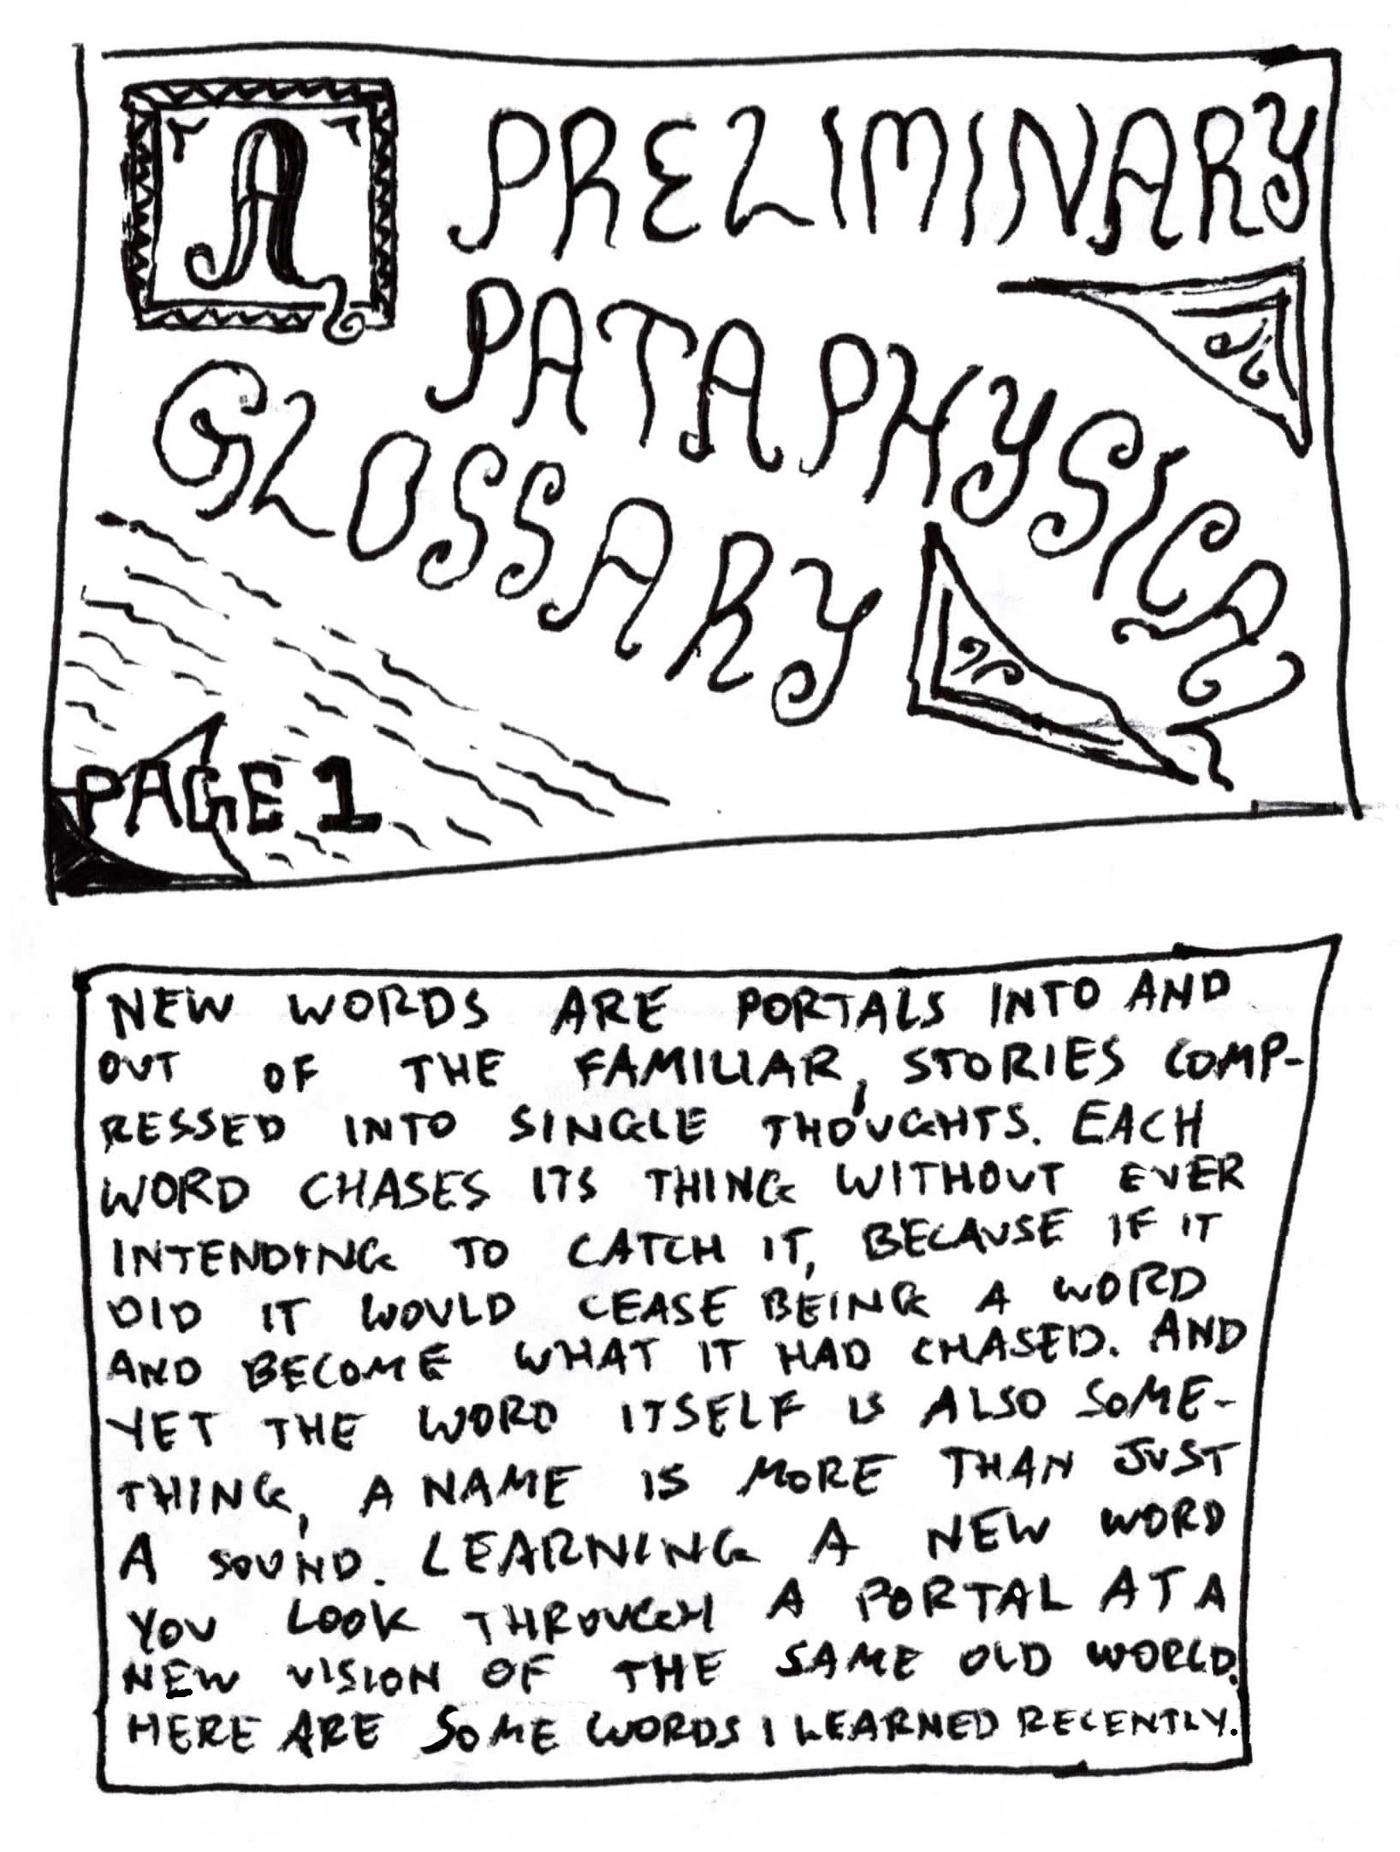 A PRELIMINARY
PATAPHYSICAL
GLOSSARY
PAGE 1
NEW WORDS ARE PORTALS INTO AND
OUT OF THE FAMILIAR, STORIES COMP-
RESSED INTO SINGLE THOUGHTS. EACH
WORD CHASES ITS THING WITHOUT EVER
INTENDING TO CATCH IT, BECAUSE IF IT
DID IT WOULD CEASE BEING A WORD
AND BECOME WHAT IT HAD CHASED. AND
YET THE WORD ITSELF IS ALSO SOME-
THING, A NAME IS MORE THAN JUST
A SOUND. LEARNING A NEW WORD
YOU LOOK THROUGH A PORTAL AT A
NEW VISION OF THE SAME OLD WORLD.
HERE ARE SOME WORDS I LEARNED RECENTLY.